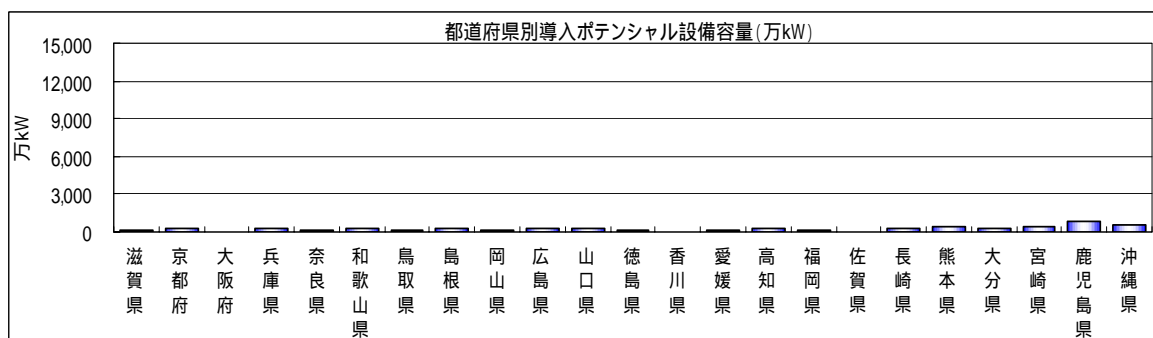 都道府県別導入ポテンシャル設備容量(万kW)
万kW
15,000
12,000
9,000
6,000
3,000
0
滋賀県
京都府
大阪府
兵庫県
奈良県
和歌山県
鳥取県
島根県
岡山県
広島県
山口県
徳島県
香川県
愛媛県
高知県
福岡県
佐賀県
長崎県
熊本県
大分県
宮崎県
鹿児島県
沖縄県